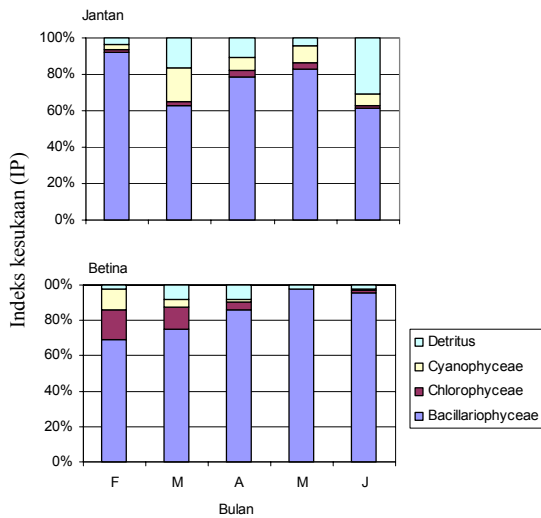 Jantan
100%
80%
60%
40%
20%
0%
Indeks kesukaan (IP)
Betina
00%
80%
60%
40%
20%
0%
F M A M J
Bulan
Detritus
Cyanophyceae
Chlorophyceae
Bacillariophyceae